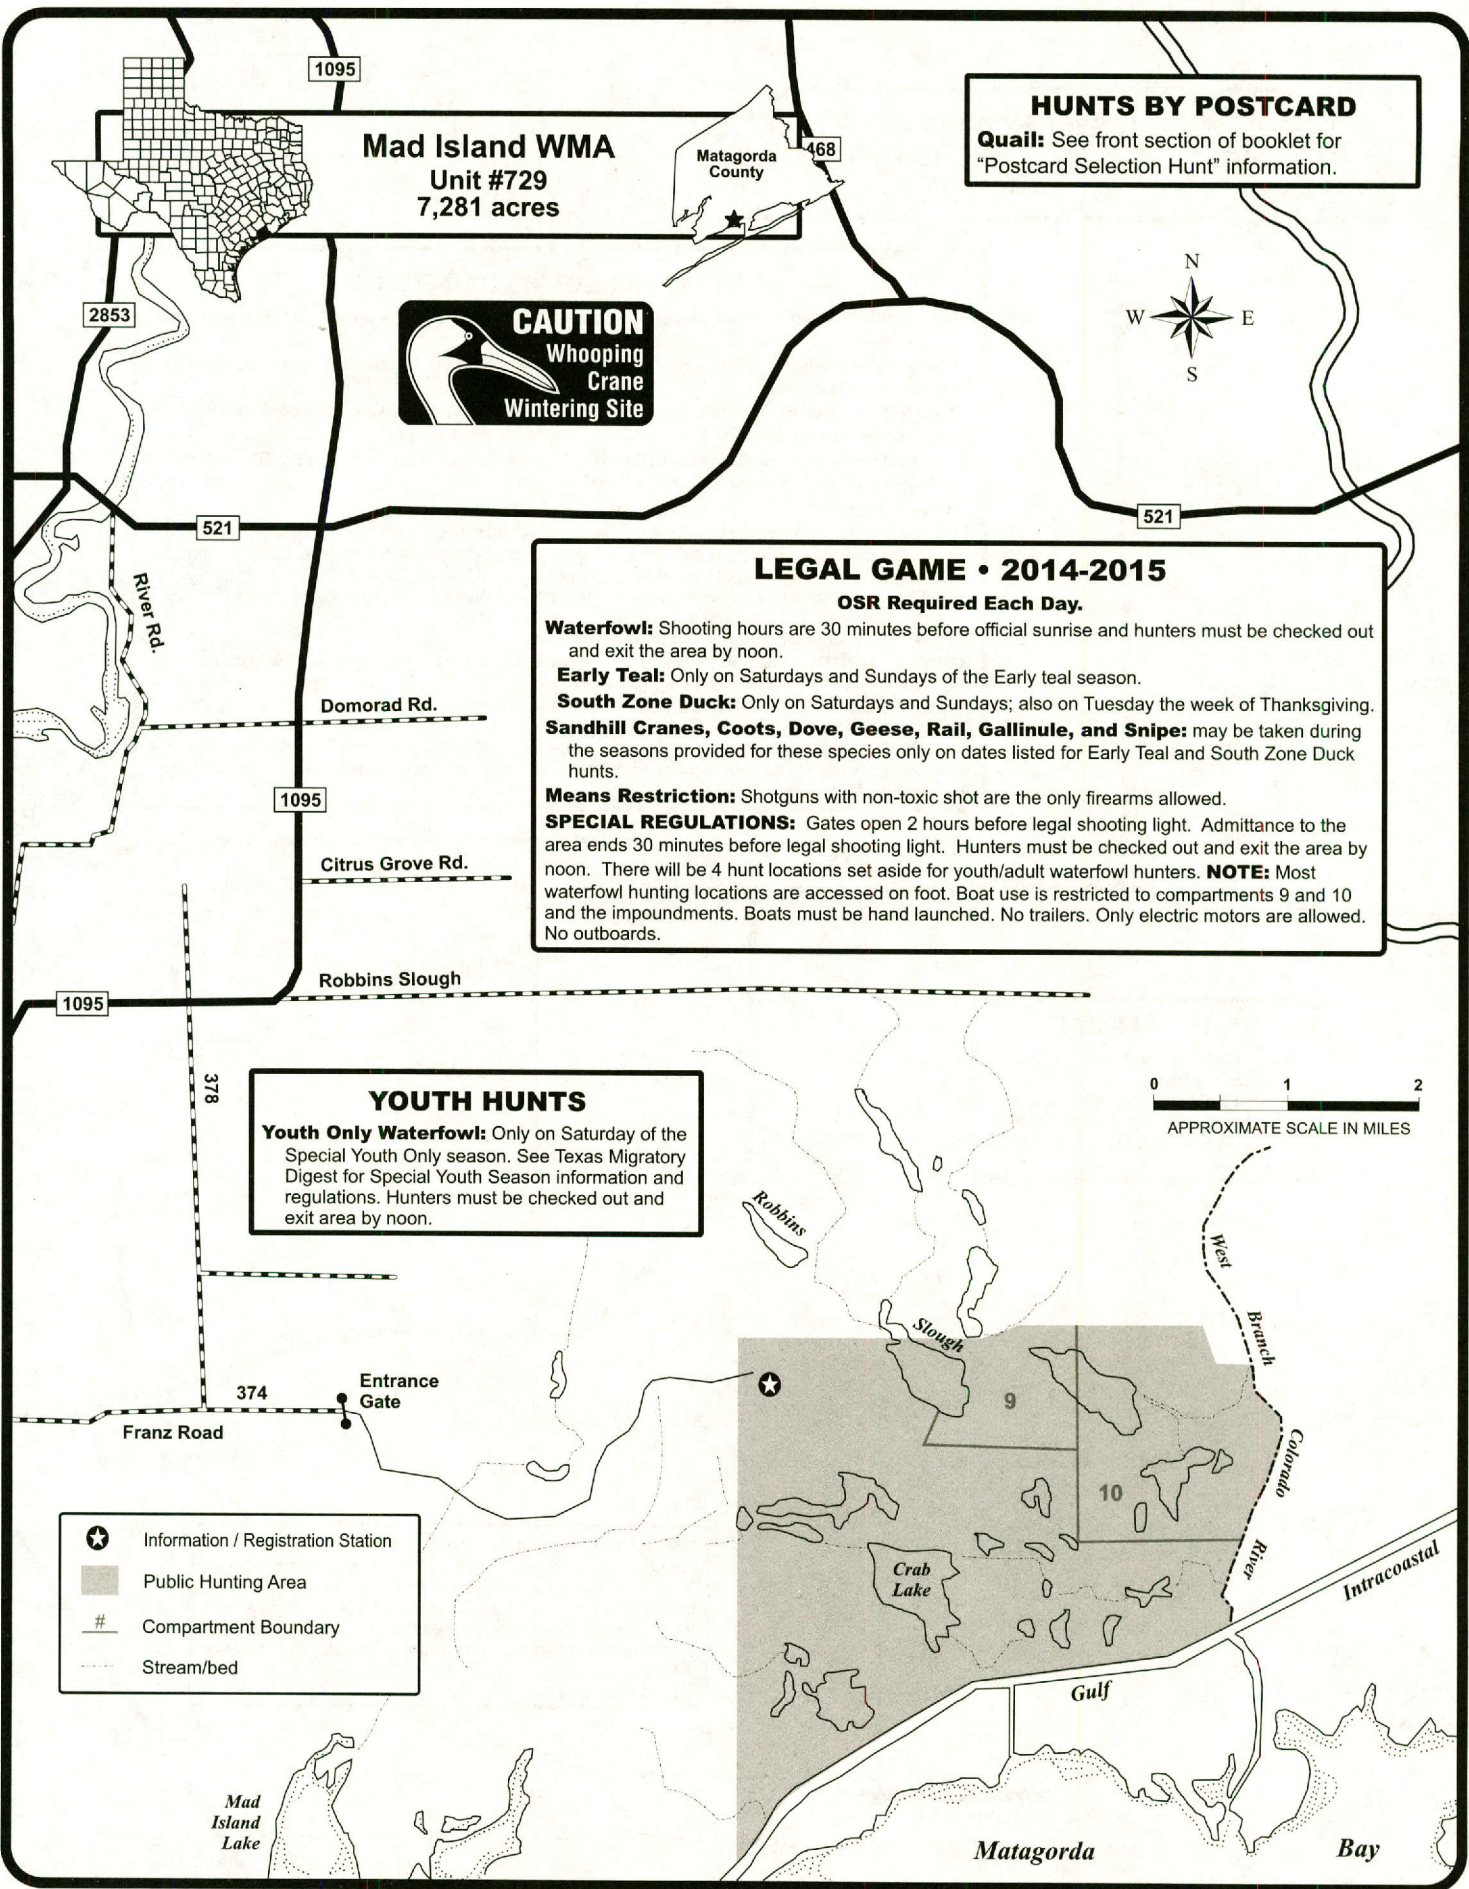 1095
Mad Island WMA
Unit #729
7,281 acres
Matagorda
County
468
HUNTS BY POSTCARD
Quail: See front section of booklet for
“Postcard Selection Hunt” information.
N
W E
S
2853
CAUTION
Whooping
Crane
Wintering Site
521
521
River Rd.
LEGAL GAME • 2014-2015
OSR Required Each Day.
Waterfowl: Shooting hours are 30 minutes before official sunrise and hunters must be checked out
and exit the area by noon.
Early Teal: Only on Saturdays and Sundays of the Early teal season.
South Zone Duck: Only on Saturdays and Sundays; also on Tuesday the week of Thanksgiving.
Sandhill Cranes, Coots, Dove, Geese, Rail, Gallinule, and Snipe: may be taken during
the seasons provided for these species only on dates listed for Early Teal and South Zone Duck
hunts.
Means Restriction: Shotguns with non-toxic shot are the only firearms allowed.
SPECIAL REGULATIONS: Gates open 2 hours before legal shooting light. Admittance to the
area ends 30 minutes before legal shooting light. Hunters must be checked out and exit the area by
noon. There will be 4 hunt locations set aside for youth/adult waterfowl hunters. NOTE: Most
waterfowl hunting locations are accessed on foot. Boat use is restricted to compartments 9 and 10
and the impoundments. Boats must be hand launched. No trailers. Only electric motors are allowed.
No outboards.
Domorad Rd.
1095
Citrus Grove Rd.
Robbins Slough
1095
378
YOUTH HUNTS
Youth Only Waterfowl: Only on Saturday of the
Special Youth Only season. See Texas Migratory
Digest for Special Youth Season information and
regulations. Hunters must be checked out and
exit area by noon.
0 1 2
APPROXIMATE SCALE IN MILES
Robbins
Slough
West
Branch
Colorado
River
Entrance
Gate
374
Franz Road
9
10
Crab
Lake
Information / Registration Station
Public Hunting Area
# Compartment Boundary
Stream/bed
Intracoastal
Gulf
Mad
Island
Lake
Matagorda Bay